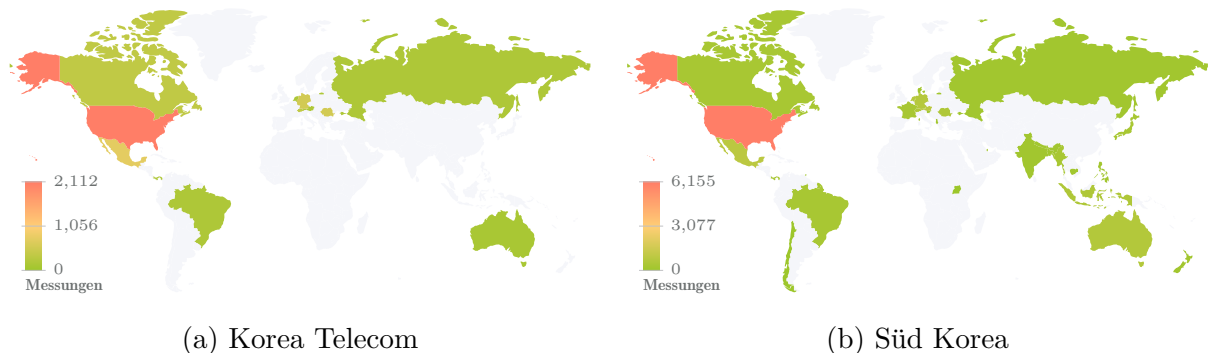 2,112
1,056
0
Messungen
(a) Korea Telecom
6,155
3,077
0
Messungen
(b) Süd Korea